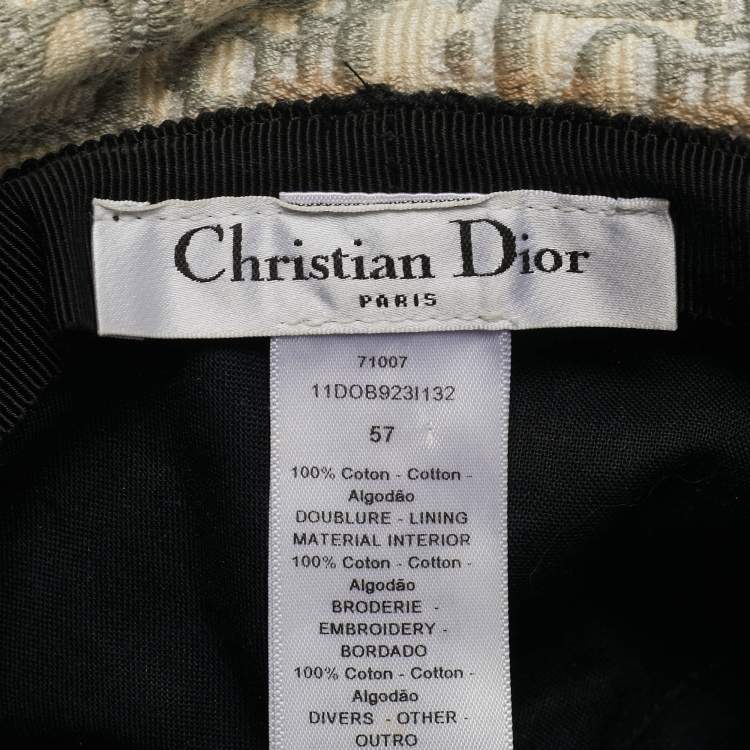 Christian Dior
PARIS
71007
11DOB923I132
57
100% Coton - Cotton -
Algodão
DOUBLURE - LINING
MATERIAL INTERIOR
100% Coton - Cotton -
Algodão
BRODERIE -
EMBROIDERY -
BORDADO
100% Coton - Cotton -
Algodão
DIVERS - OTHER -
OUTRO